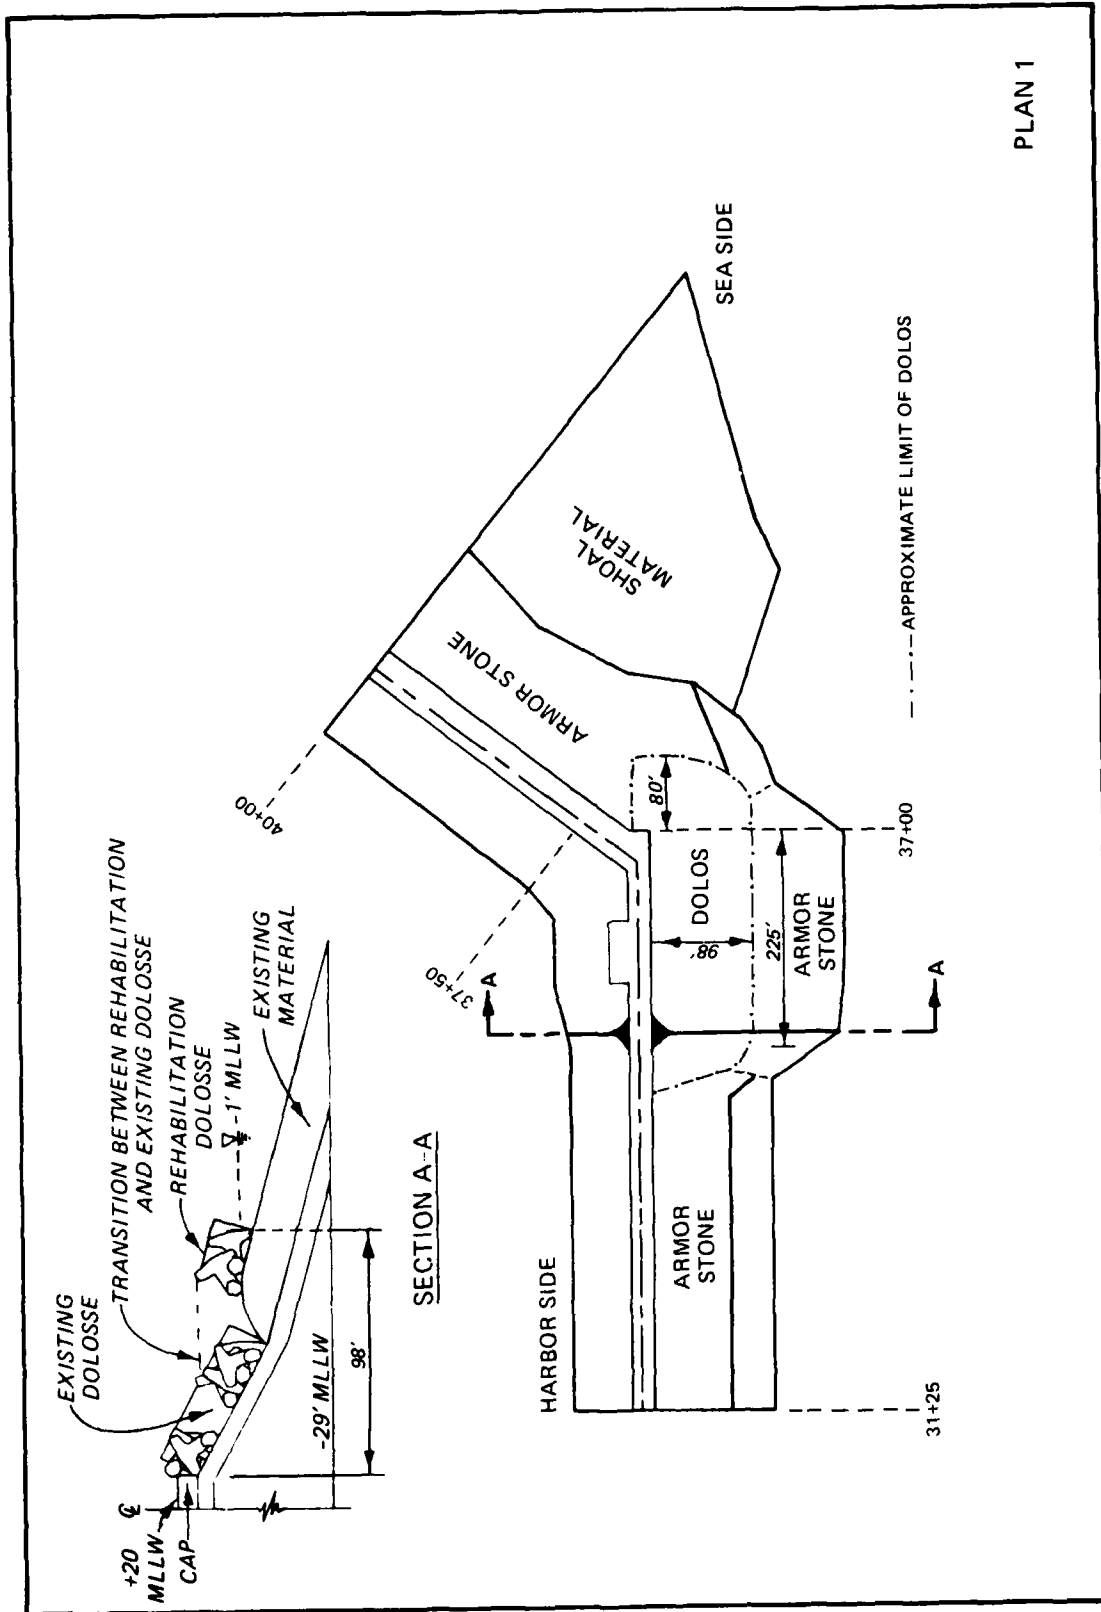 +20
MLLW
CAP
℄
EXISTING
DOLOSSE
TRANSITION BETWEEN REHABILITATION
AND EXISTING DOLOSSE
REHABILITATION
DOLOSSE
-1' MLLW
EXISTING
MATERIAL
-29' MLLW
98'
SECTION A-A
HARBOR SIDE
ARMOR
STONE
31+25
A
A
37+50
40+00
DOLOS
98'
225'
80'
ARMOR
STONE
37+00
ARMOR STONE
SHOAL
MATERIAL
SEA SIDE
APPROXIMATE LIMIT OF DOLOS
PLAN 1